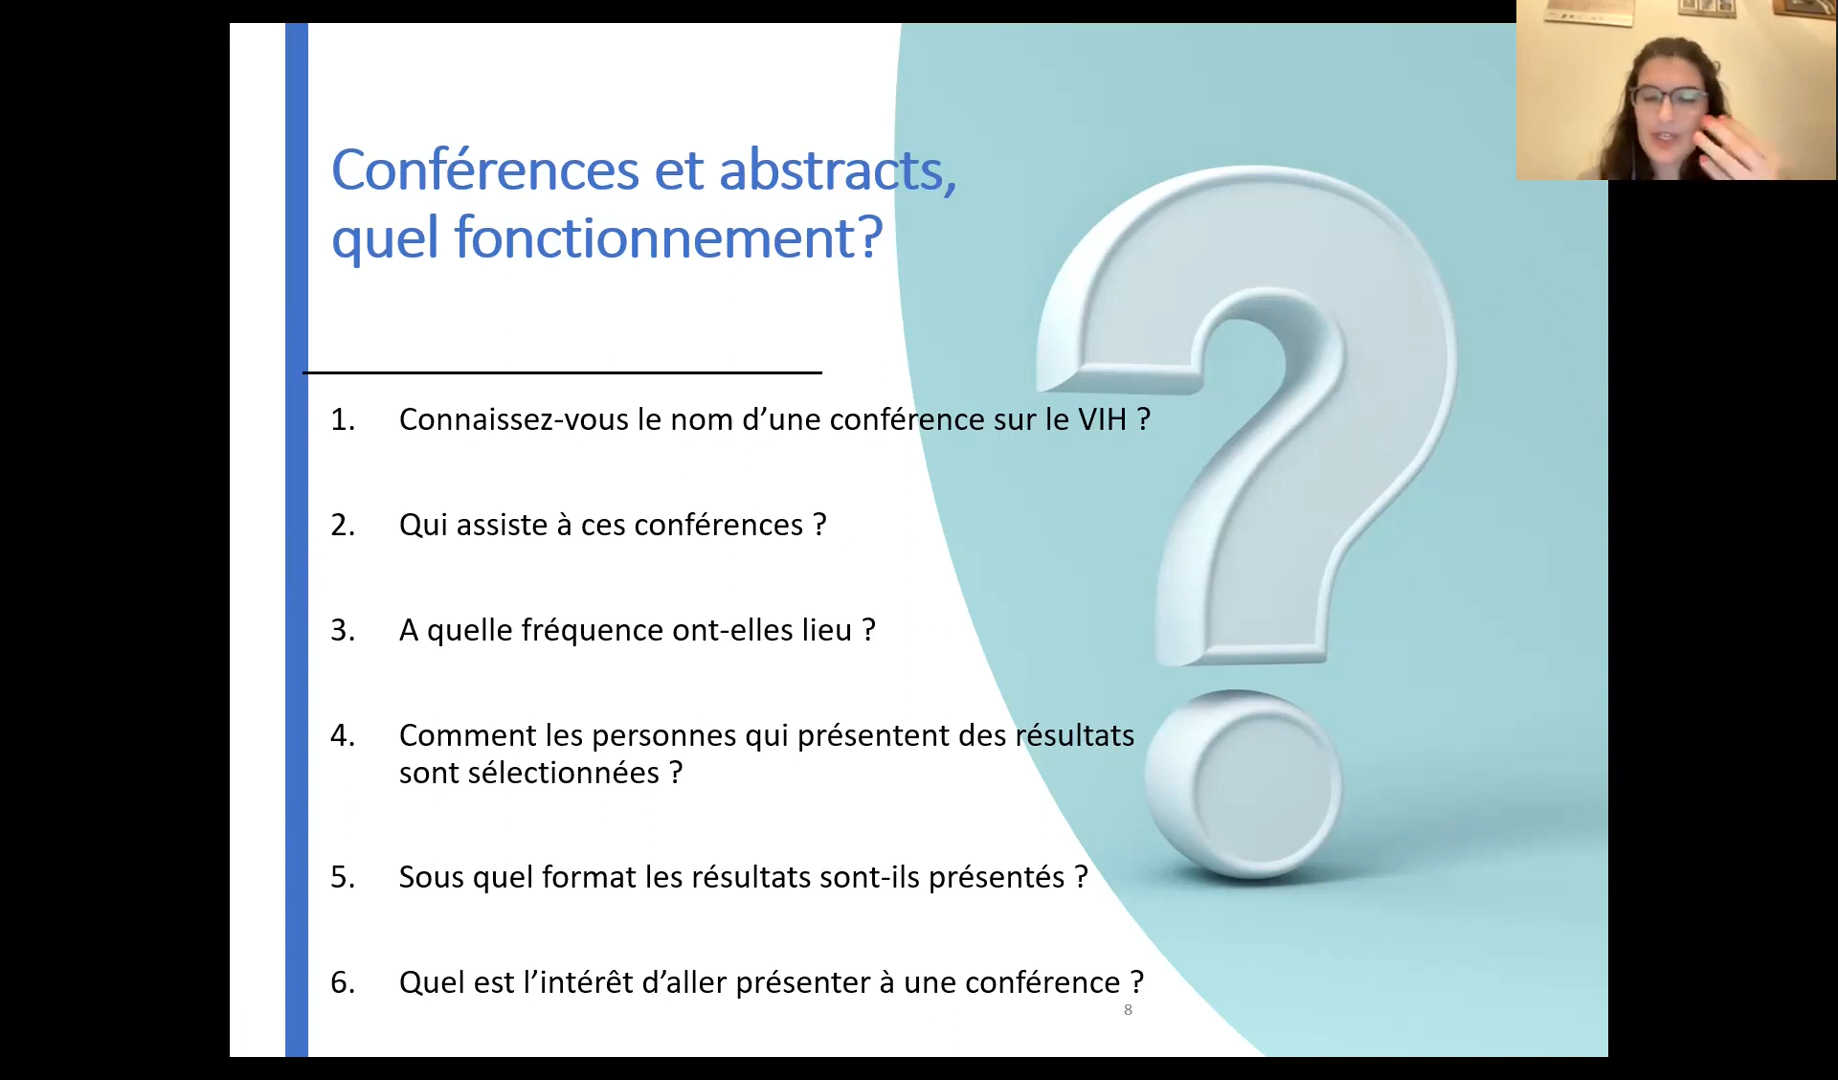 Conférences et abstracts,
quel fonctionnement?
1. Connaissez-vous le nom d’une conférence sur le VIH ?
2. Qui assiste à ces conférences ?
3. A quelle fréquence ont-elles lieu ?
4. Comment les personnes qui présentent des résultats
sont sélectionnées ?
5. Sous quel format les résultats sont-ils présentés ?
6. Quel est l’intérêt d’aller présenter à une conférence ?
8